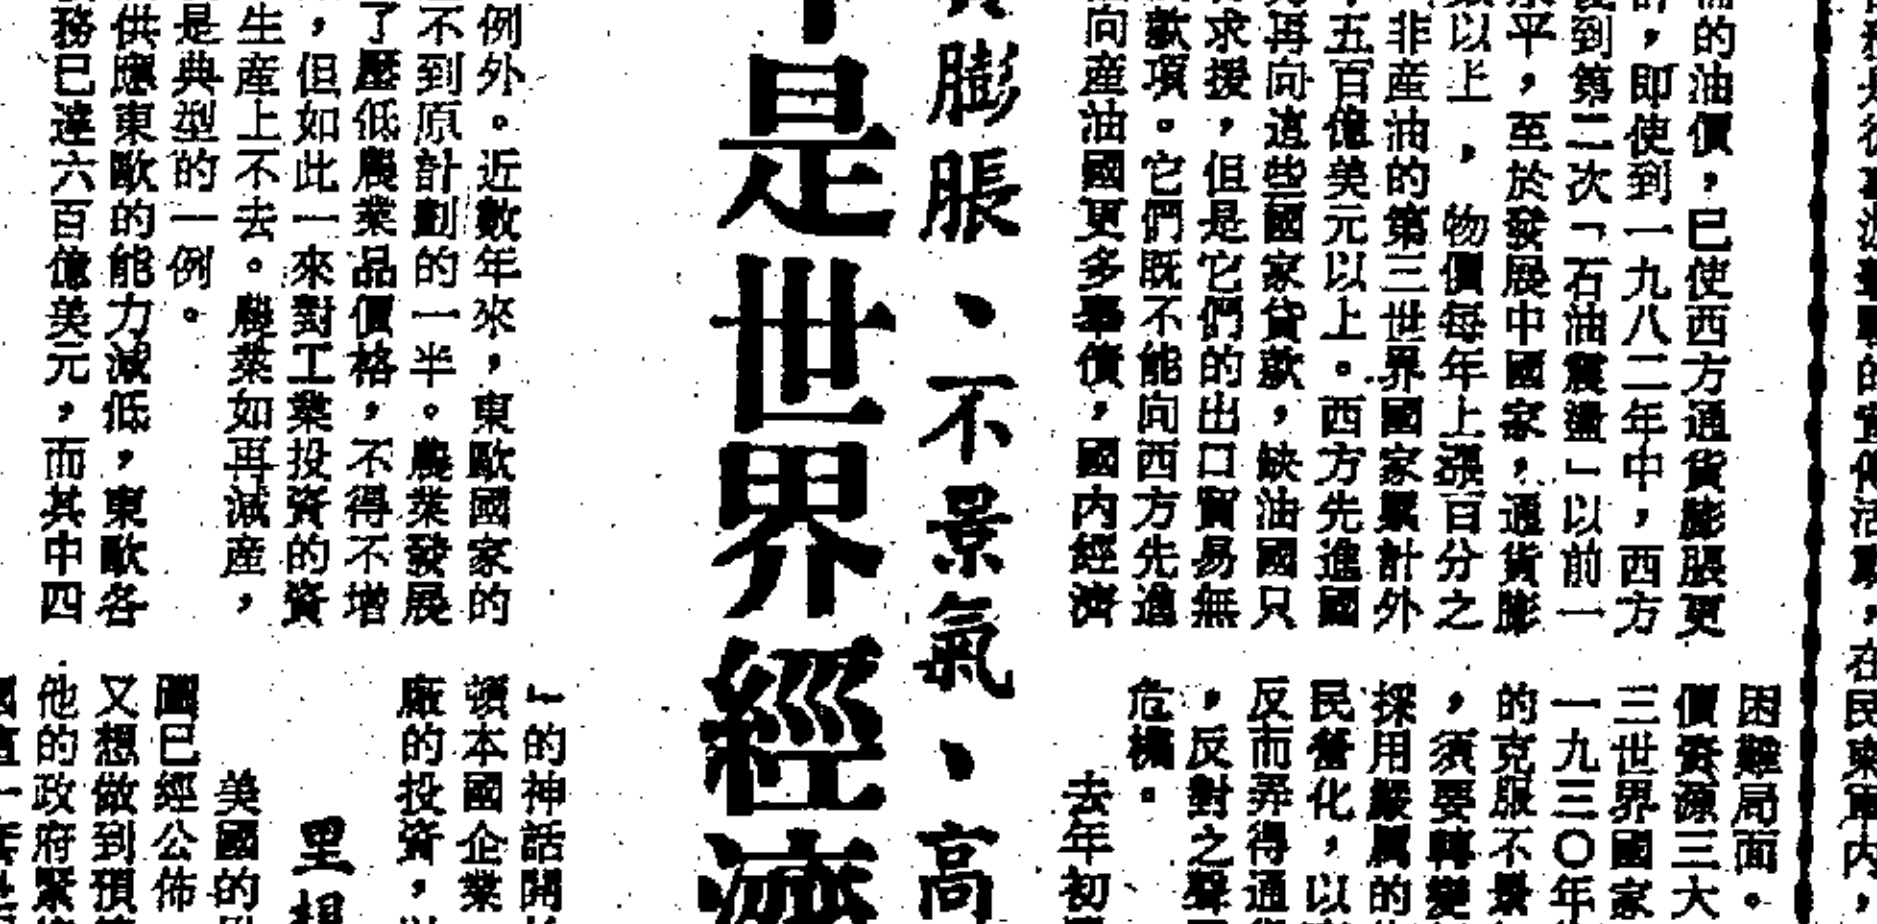 的油價，已使西方通貨膨脹更
，即使到一九八二年中，西方
到第二次「石油震盪」以前一
平，至於發展中國家，通貨膨
以上，物價每年上漲百分之
非產油的第三世界國家累計外
五百億美元以上。西方先進國
再向這些國家貸款，缺油國只
求援，但是它們的出口貿易無
款項。它們既不能向西方先進
向產油國更多舉債，國內經濟
困難局面。
價資源三大
三世界國家
一九三〇年
的克服不景
，須要轉變
採用嚴厲的
民營化，以
反而弄得通
，反對之聲
危機。
去年初
膨脹、不景氣、高
是世界經濟
例外。近數年來，東歐國家的
不到原計劃的一半。農業發展
了壓低農業品價格，不得不增
，但如此一來對工業投資的資
生產上不去。農業如再減產，
是典型的一例。
供應東歐的能力減低，東歐各
務已達六百億美元，而其中四
」的神話開
頓本國企業
廠的投資，
里根
美國的
國已經公佈
又想做到預
他的政府緊